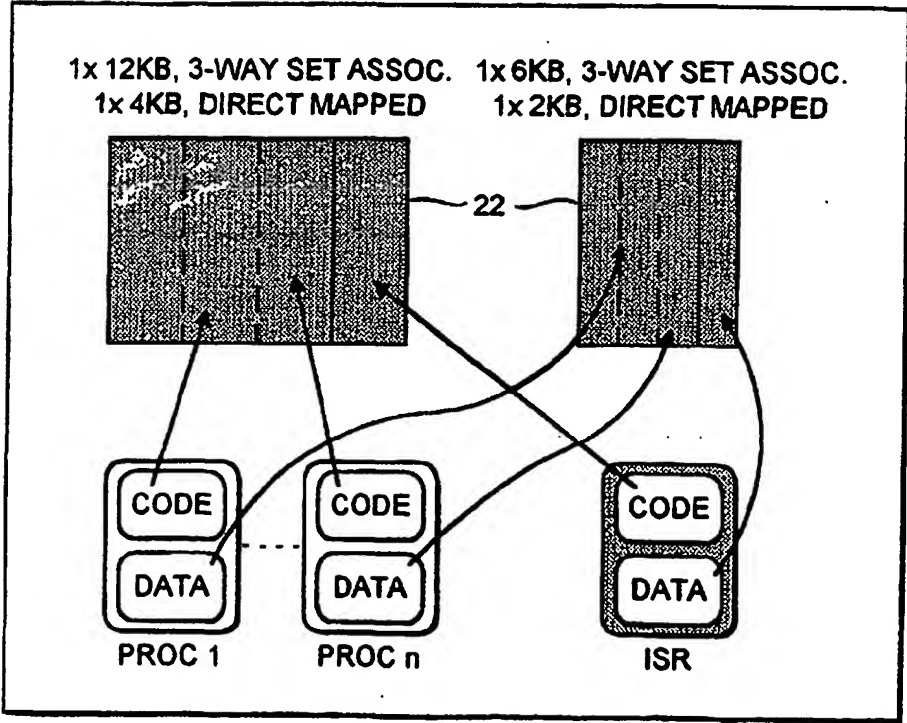 1x 12KB, 3-WAY SET ASSOC. 1x 6KB, 3-WAY SET ASSOC.
1x 4KB, DIRECT MAPPED 1x 2KB, DIRECT MAPPED
22
CODE CODE CODE
DATA DATA DATA
PROC 1 PROC n ISR